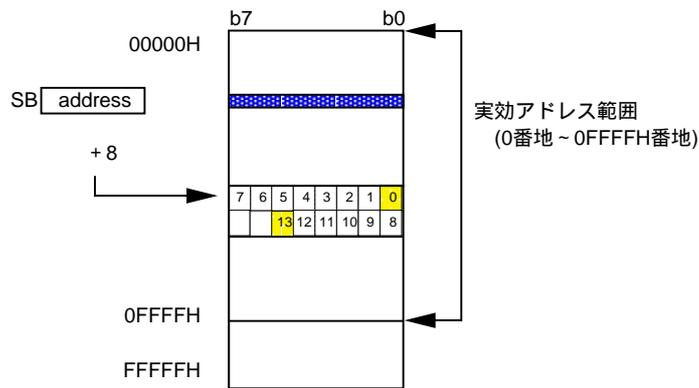 b7 b0
00000H
SB address
実効アドレス範囲
(0番地 ~ 0FFFFH番地)
+ 8
7 6 5 4 3 2 1 0
13 12 11 10 9 8
0FFFFH
FFFFFH